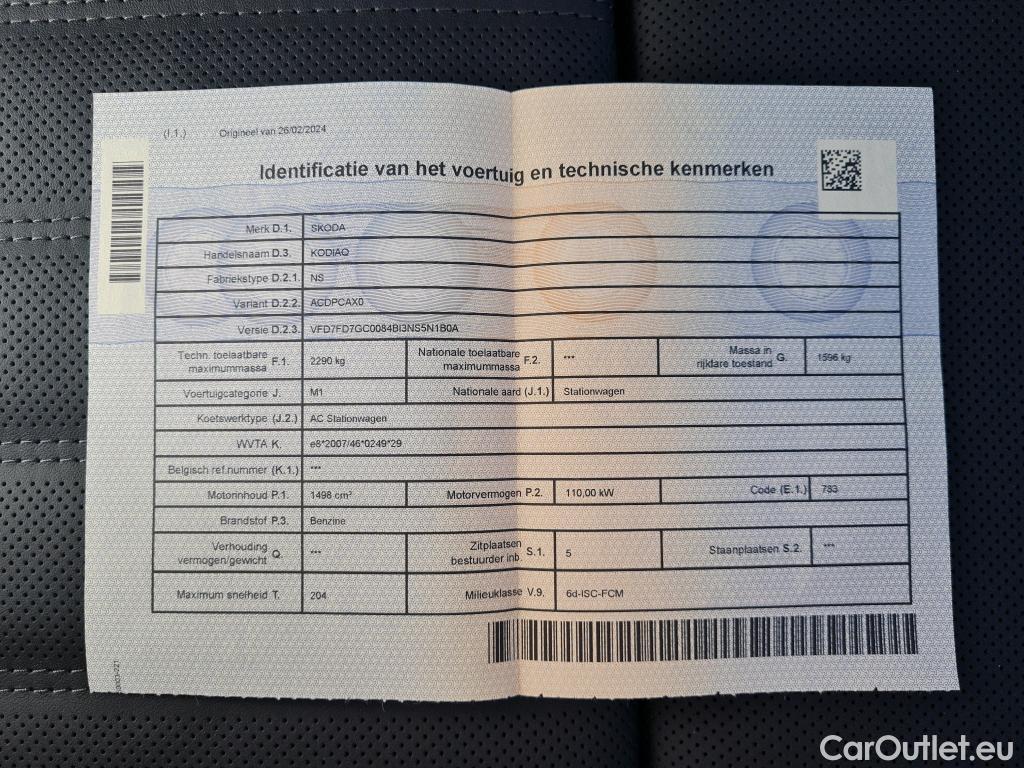 (I.1.) Origineel van 26/02/2024
Identificatie van het voertuig en technische kenmerken
Merk D.1. SKODA
Handelsnaam D.3. KODIAQ
Fabriekstype D.2.1. NS
Variant D.2.2. ACDPCAX0
Versie D.2.3. VFD7FD7GC0084BI3NS5N1B0A
Techn. toelaatbare maximummassa F.1. 2290 kg Nationale toelaatbare maximummassa F.2. *** Massa in rijklare toestand G. 1596 kg
Voertuigcategorie J. M1 Nationale aard (J.1.) Stationwagen
Koetswerktype (J.2.) AC Stationwagen
WVTA K. e8*2007/46*0249*29
Belgisch ref.nummer (K.1.) ***
Motorinhoud P.1. 1498 cm³ Motorvermogen P.2. 110,00 kW Code (E.1.) 783
Brandstof P.3. Benzine
Verhouding vermogen/gewicht Q. *** Zitplaatsen bestuurder inb. S.1. 5 Staanplaatsen S.2. ***
Maximum snelheid T. 204 Milieuklasse V.9. 6d-ISC-FCM
CarOutlet.eu